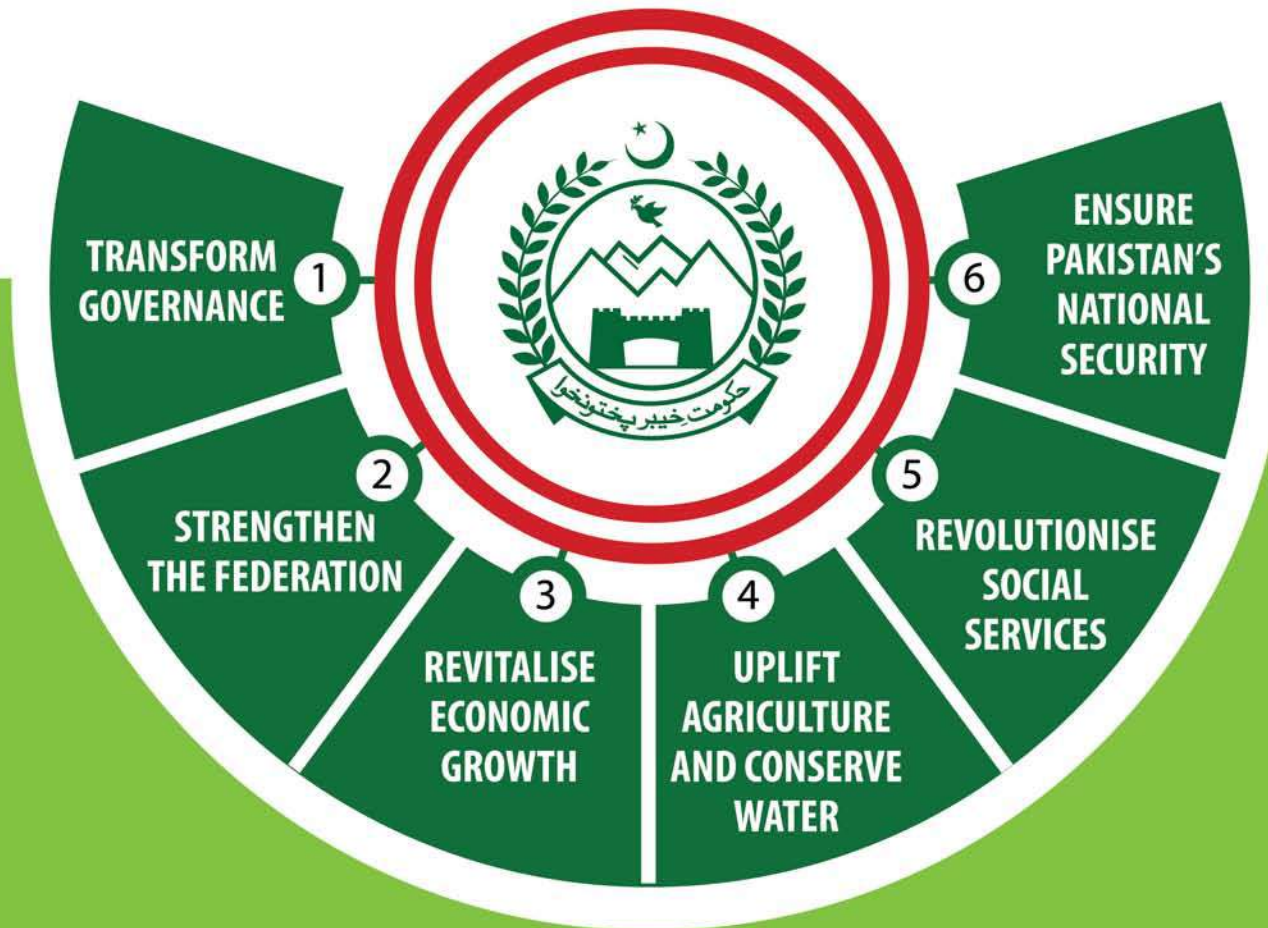 حکومتِ خیبر پختونخوا
1
TRANSFORM
GOVERNANCE
2
STRENGTHEN
THE FEDERATION
3
REVITALISE
ECONOMIC
GROWTH
4
UPLIFT
AGRICULTURE
AND CONSERVE
WATER
5
REVOLUTIONISE
SOCIAL
SERVICES
6
ENSURE
PAKISTAN'S
NATIONAL
SECURITY